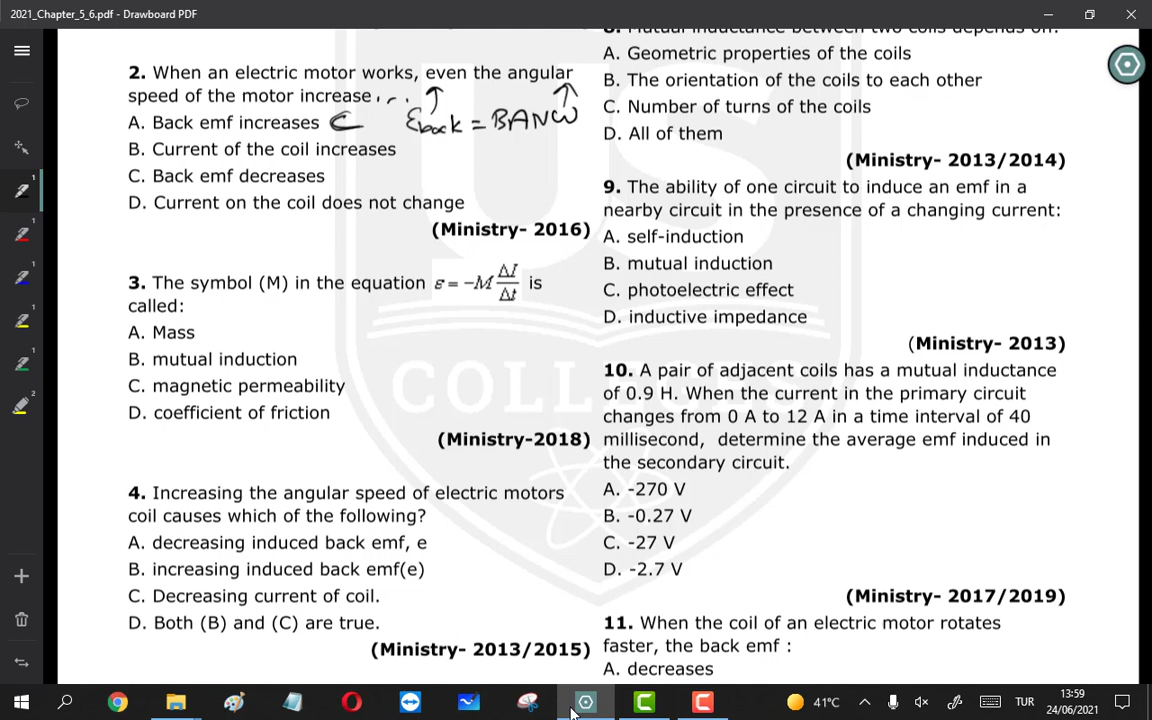 2021_Chapter_5_6.pdf - Drawboard PDF
2. When an electric motor works, even the angular
speed of the motor increase
εback = BANω
A. Back emf increases
B. Current of the coil increases
C. Back emf decreases
D. Current on the coil does not change
(Ministry- 2016)
3. The symbol (M) in the equation ε = −M ΔI/Δt is
called:
A. Mass
B. mutual induction
C. magnetic permeability
D. coefficient of friction
(Ministry-2018)
4. Increasing the angular speed of electric motors
coil causes which of the following?
A. decreasing induced back emf, e
B. increasing induced back emf(e)
C. Decreasing current of coil.
D. Both (B) and (C) are true.
(Ministry- 2013/2015)
8. Mutual inductance between two coils depends on:
A. Geometric properties of the coils
B. The orientation of the coils to each other
C. Number of turns of the coils
D. All of them
(Ministry- 2013/2014)
9. The ability of one circuit to induce an emf in a
nearby circuit in the presence of a changing current:
A. self-induction
B. mutual induction
C. photoelectric effect
D. inductive impedance
(Ministry- 2013)
10. A pair of adjacent coils has a mutual inductance
of 0.9 H. When the current in the primary circuit
changes from 0 A to 12 A in a time interval of 40
millisecond, determine the average emf induced in
the secondary circuit.
A. -270 V
B. -0.27 V
C. -27 V
D. -2.7 V
(Ministry- 2017/2019)
11. When the coil of an electric motor rotates
faster, the back emf :
A. decreases
COLLEGES
41°C
TUR
13:59
24/06/2021